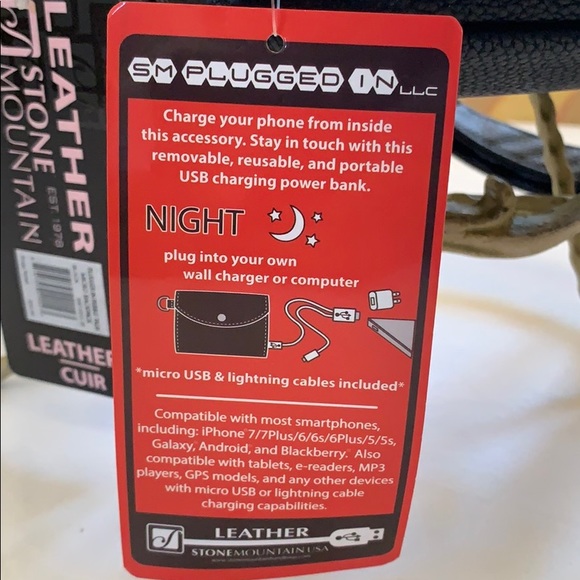 SM PLUGGED IN LLC
Charge your phone from inside
this accessory. Stay in touch with this
removable, reusable, and portable
USB charging power bank.
NIGHT
plug into your own
wall charger or computer
*micro USB & lightning cables included*
Compatible with most smartphones,
including: iPhone 7/7Plus/6/6s/6Plus/5/5s,
Galaxy, Android, and Blackberry. Also
compatible with tablets, e-readers, MP3
players, GPS models, and any other devices
with micro USB or lightning cable
charging capabilities.
LEATHER
STONEMOUNTAINUSA
LEATHER
STONE
EST. 1978
MOUNTAIN
LEATHER
CUIR